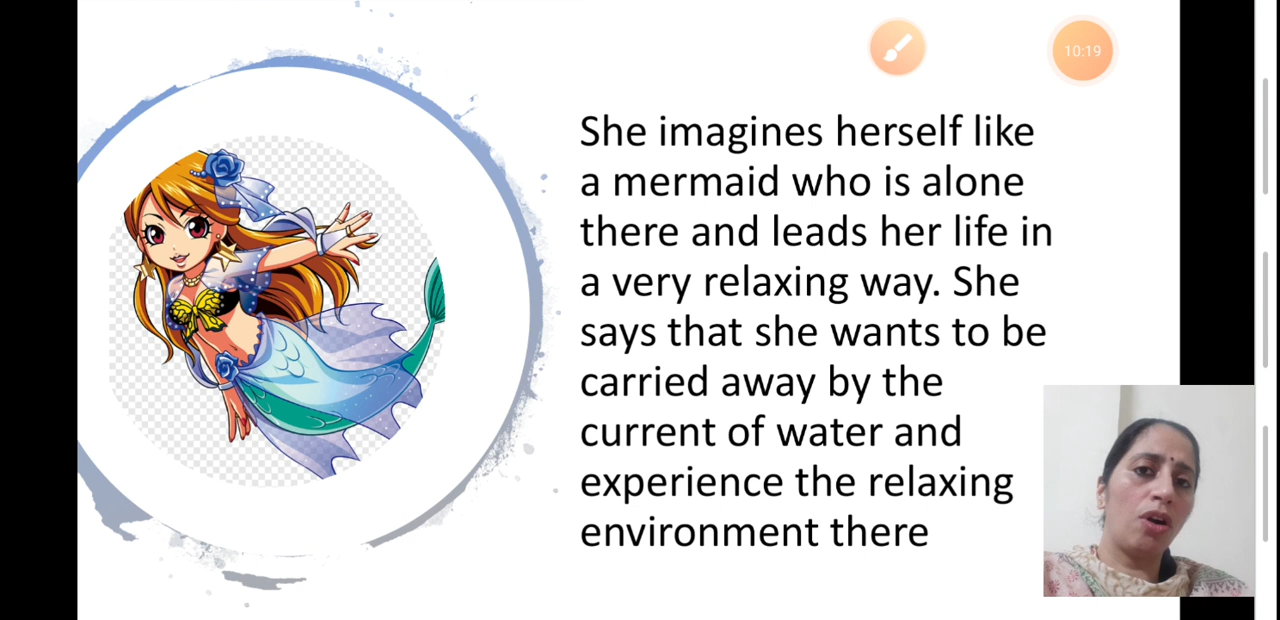 10:19
She imagines herself like
a mermaid who is alone
there and leads her life in
a very relaxing way. She
says that she wants to be
carried away by the
current of water and
experience the relaxing
environment there